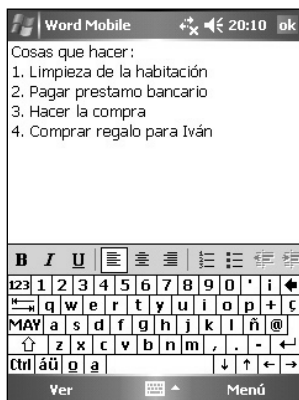 Word Mobile 20:10 ok
Cosas que hacer:
1. Limpieza de la habitación
2. Pagar prestamo bancario
3. Hacer la compra
4. Comprar regalo para Iván
B I U
123 1 2 3 4 5 6 7 8 9 0 ' i
q w e r t y u i o p + ç
MAY a s d f g h j k l ñ @
z x c v b n m , . -
Ctrl áü o a
Ver Menú